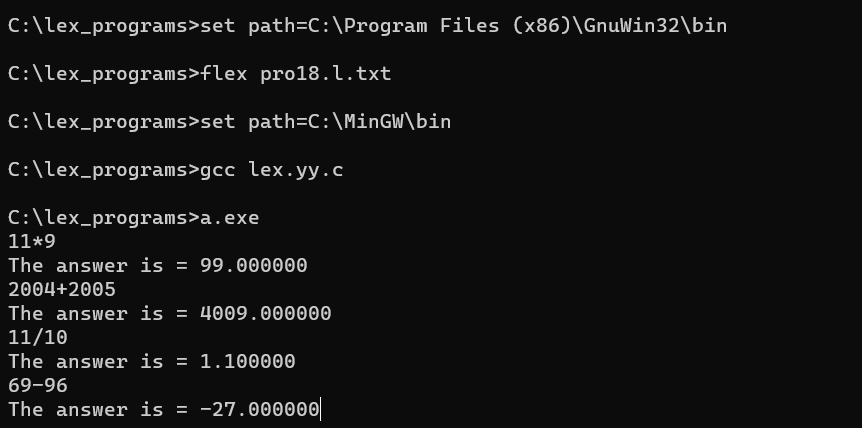 C:\lex_programs>set path=C:\Program Files (x86)\GnuWin32\bin
C:\lex_programs>flex pro18.l.txt
C:\lex_programs>set path=C:\MinGW\bin
C:\lex_programs>gcc lex.yy.c
C:\lex_programs>a.exe
11*9
The answer is = 99.000000
2004+2005
The answer is = 4009.000000
11/10
The answer is = 1.100000
69-96
The answer is = -27.000000